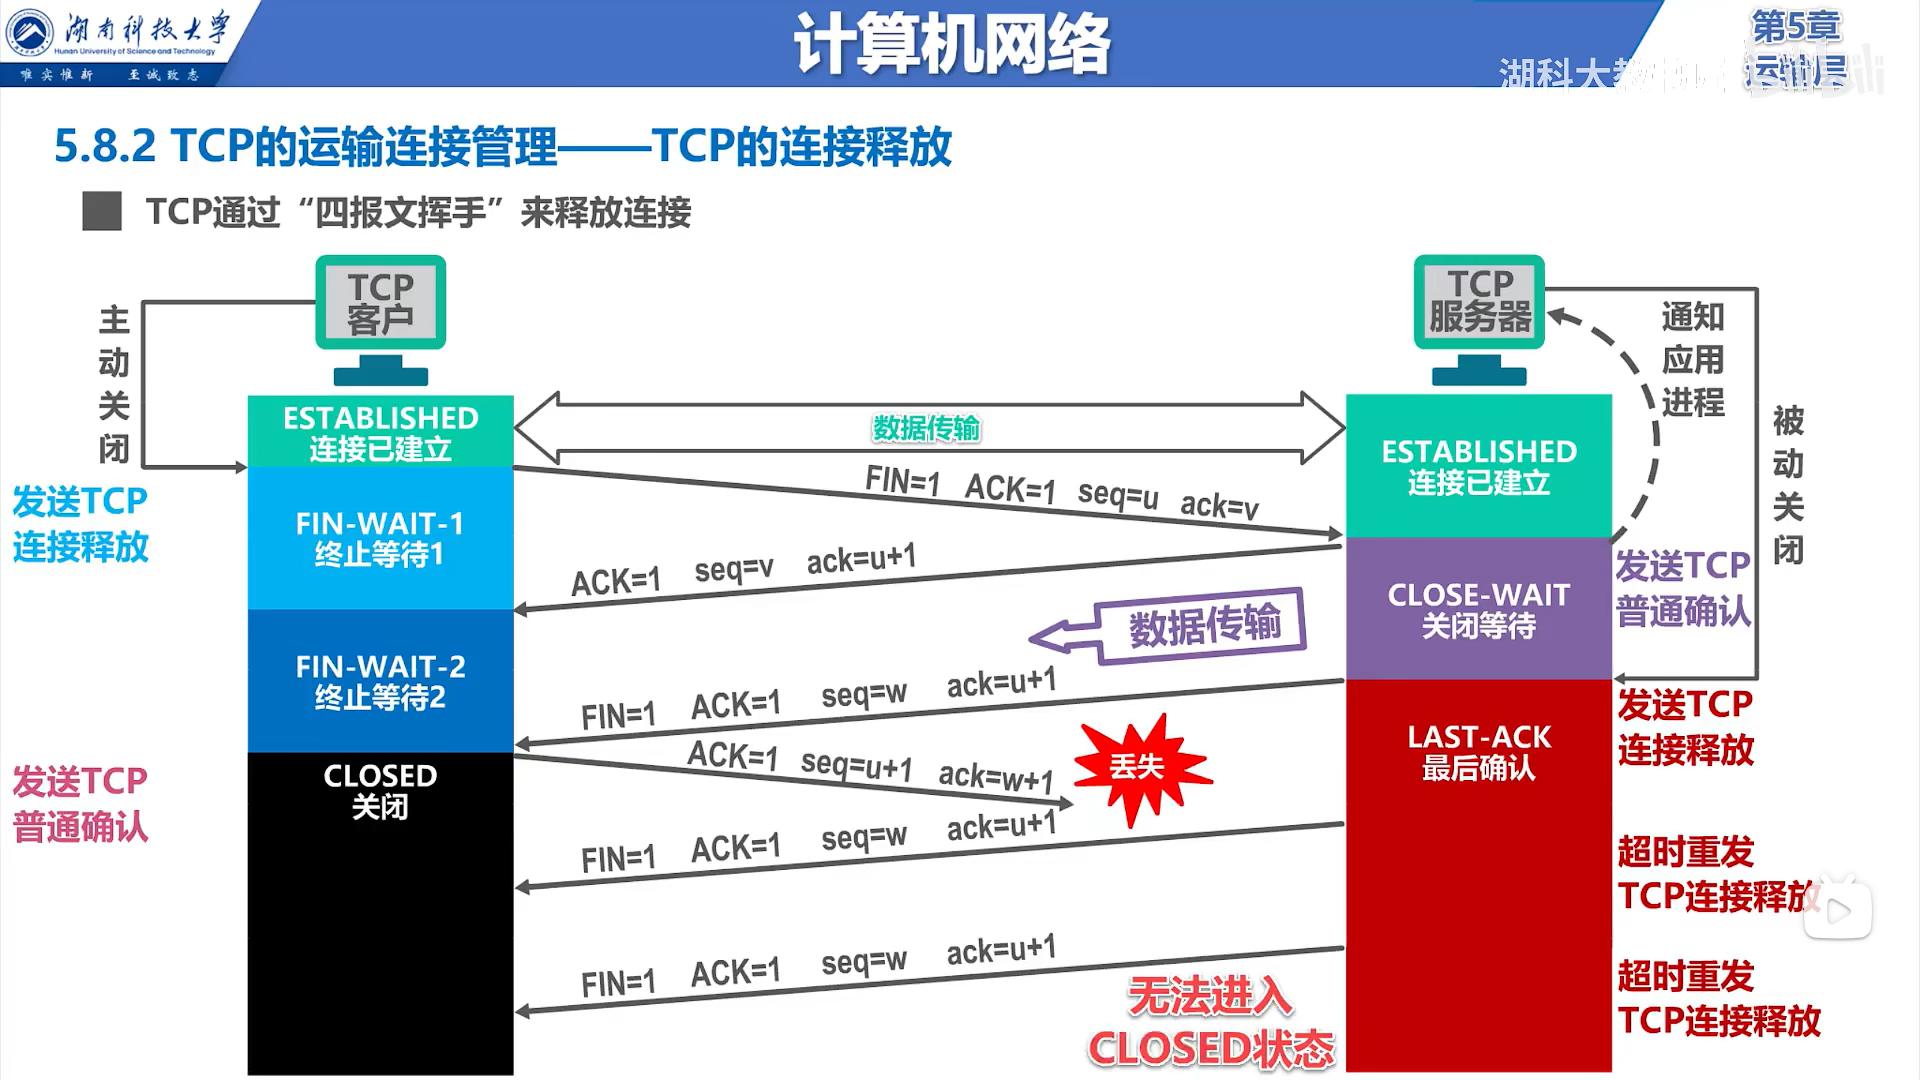 湖南科技大学
Hunan University of Science and Technology
唯实惟新 至诚致志
计算机网络
第5章
运输层
湖科大教
5.8.2 TCP的运输连接管理——TCP的连接释放
TCP通过“四报文挥手”来释放连接
TCP
客户
TCP
服务器
主动关闭
通知
应用
进程
被动关闭
ESTABLISHED
连接已建立
数据传输
ESTABLISHED
连接已建立
FIN=1 ACK=1 seq=u ack=v
发送TCP
连接释放
FIN-WAIT-1
终止等待1
ACK=1 seq=v ack=u+1
CLOSE-WAIT
关闭等待
发送TCP
普通确认
数据传输
FIN-WAIT-2
终止等待2
FIN=1 ACK=1 seq=w ack=u+1
LAST-ACK
最后确认
发送TCP
连接释放
ACK=1 seq=u+1 ack=w+1
丢失
CLOSED
关闭
发送TCP
普通确认
FIN=1 ACK=1 seq=w ack=u+1
超时重发
TCP连接释放
FIN=1 ACK=1 seq=w ack=u+1
超时重发
TCP连接释放
无法进入
CLOSED状态